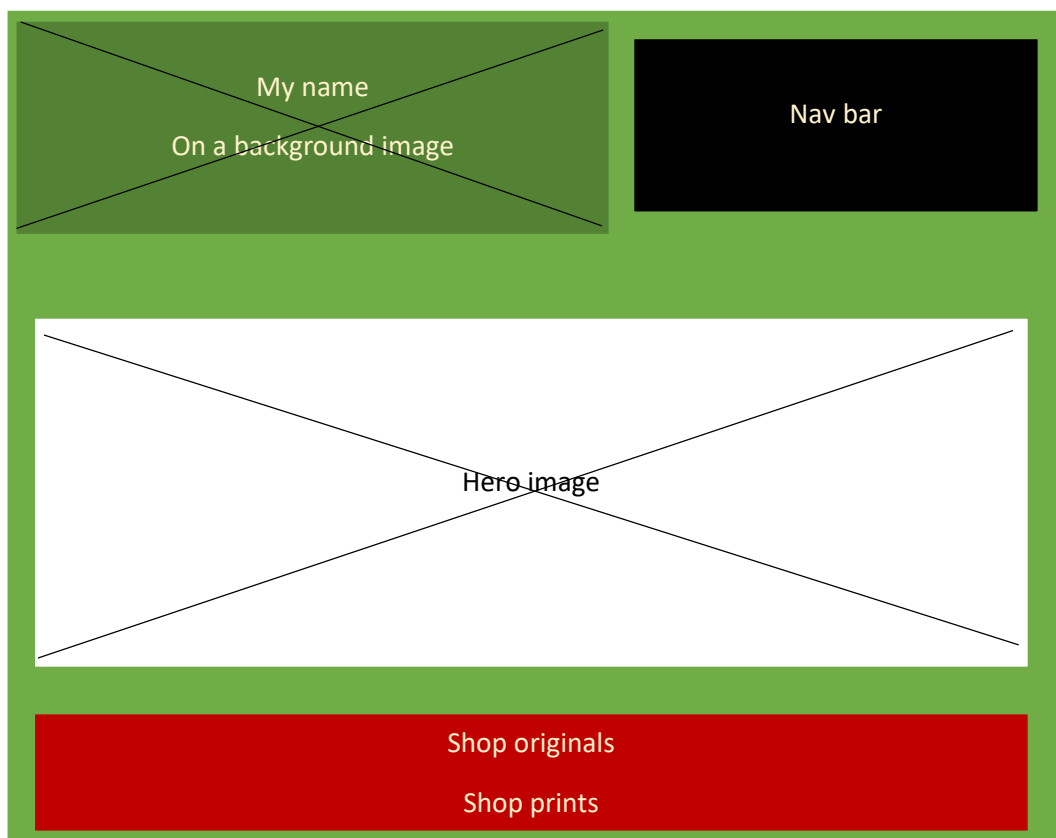 My name
On a background image
Nav bar
Hero image
Shop originals
Shop prints